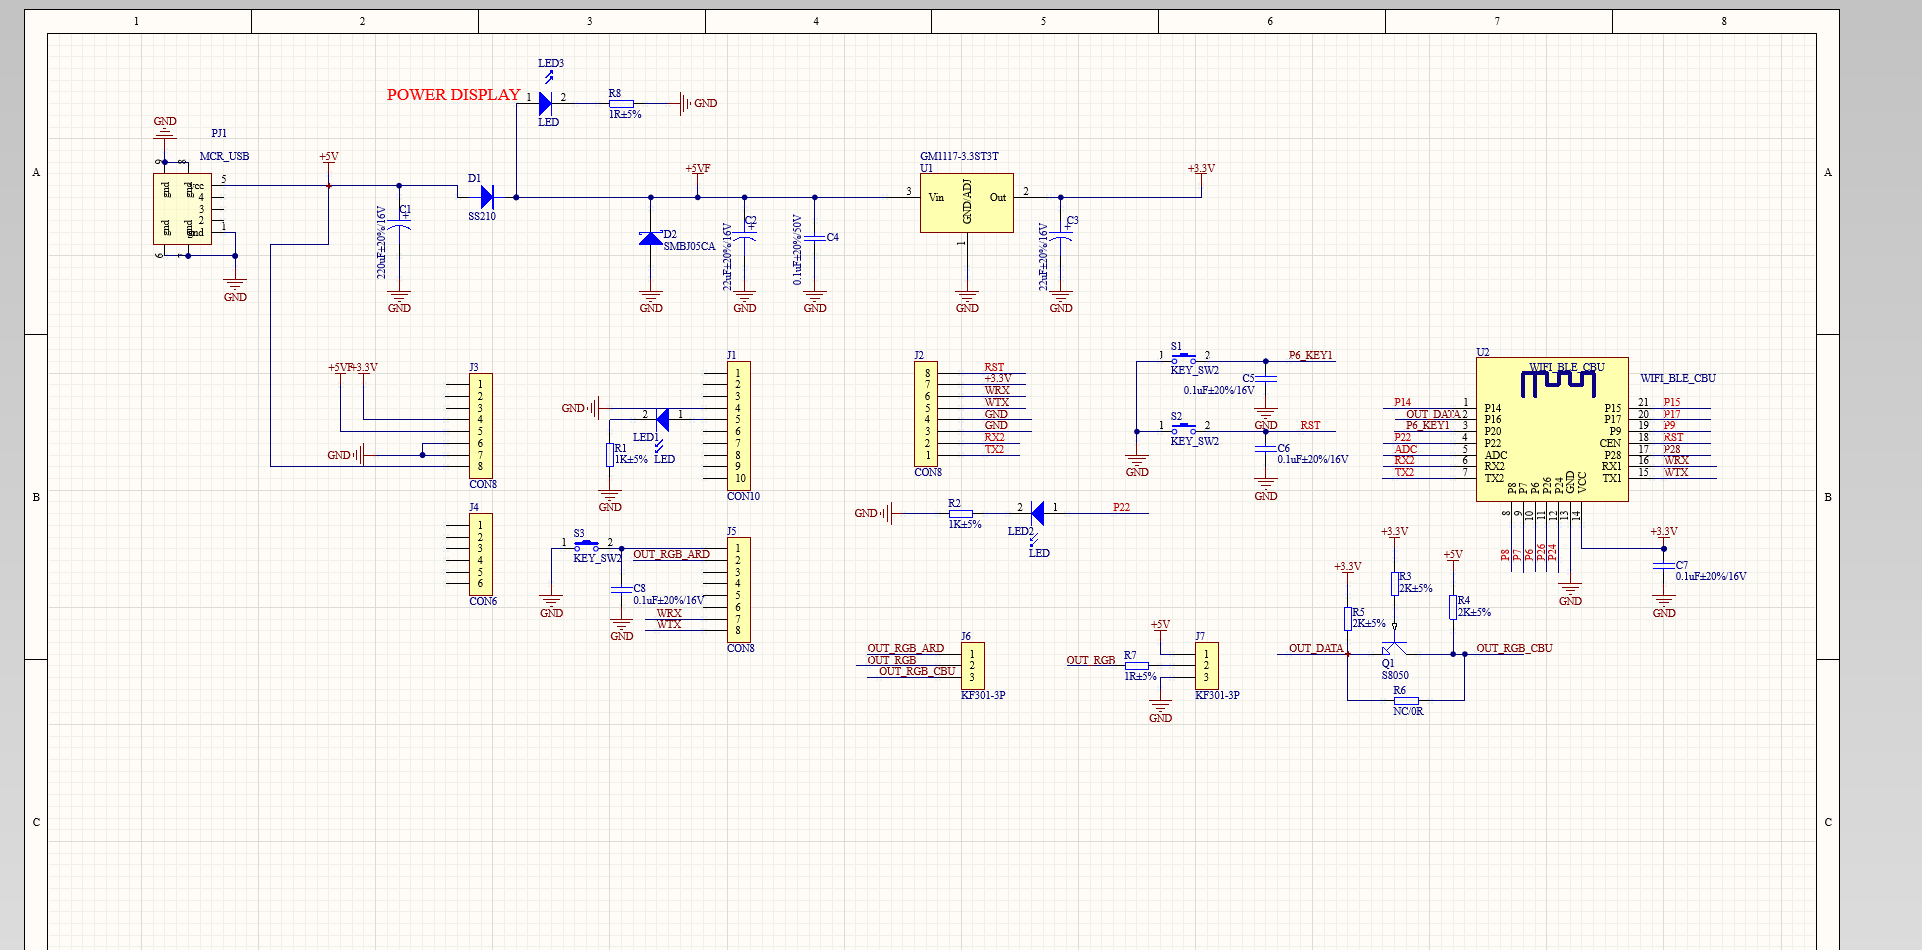 1 2 3 4 5 6 7 8
A
A
B
B
C
C
POWER DISPLAY
LED3
1 2
LED
R8
1R±5%
GND
GND
PJ1
MCR_USB
9 8
gnd gnd
vcc
gnd gnd
gnd
5
4
3
2
1
6 7
GND
+5V
C1
+
220uF±20%/16V
GND
D1
SS210
D2
SMBJ05CA
GND
+5VF
C2
+
22uF±20%/16V
GND
C4
0.1uF±20%/50V
GND
GM1117-3.3ST3T
U1
3 Vin GND/ADJ Out 2
1
GND
C3
+
22uF±20%/16V
GND
+3.3V
+5VF
+3.3V
GND
J3
1
2
3
4
5
6
7
8
CON8
J4
1
2
3
4
5
6
CON6
GND
2 1
LED1
LED
R1
1K±5%
GND
J1
1
2
3
4
5
6
7
8
9
10
CON10
S3
1 2
KEY_SW2
GND
C8
0.1uF±20%/16V
GND
OUT_RGB_ARD
WRX
WTX
J5
1
2
3
4
5
6
7
8
CON8
J2
8 RST
7 +3.3V
6 WRX
5 WTX
4 GND
3 GND
2 RX2
1 TX2
CON8
GND
R2
1K±5%
2 1
LED2
LED
P22
S1
1 2
KEY_SW2
P6_KEY1
C5
0.1uF±20%/16V
GND
S2
1 2
KEY_SW2
RST
C6
0.1uF±20%/16V
GND
GND
U2
WIFI_BLE_CBU
WIFI_BLE_CBU
P14 1 P14
OUT_DATA 2 P16
P6_KEY1 3 P20
P22 4 P22
ADC 5 ADC
RX2 6 RX2
TX2 7 TX2
P15 21 P15
P17 20 P17
P9 19 P9
CEN 18 RST
P28 17 P28
RX1 16 WRX
TX1 15 WTX
P8 P7 P6 P26 P24 GND VCC
8 9 10 11 12 13 14
P8 P7 P6 P26 P24
GND
+3.3V
C7
0.1uF±20%/16V
GND
J6
OUT_RGB_ARD 1
OUT_RGB 2
OUT_RGB_CBU 3
KF301-3P
+5V
J7
OUT_RGB
R7
1R±5%
1
2
3
KF301-3P
GND
+3.3V
R5
2K±5%
+3.3V
R3
2K±5%
+5V
R4
2K±5%
OUT_DATA
Q1
S8050
OUT_RGB_CBU
R6
NC/0R